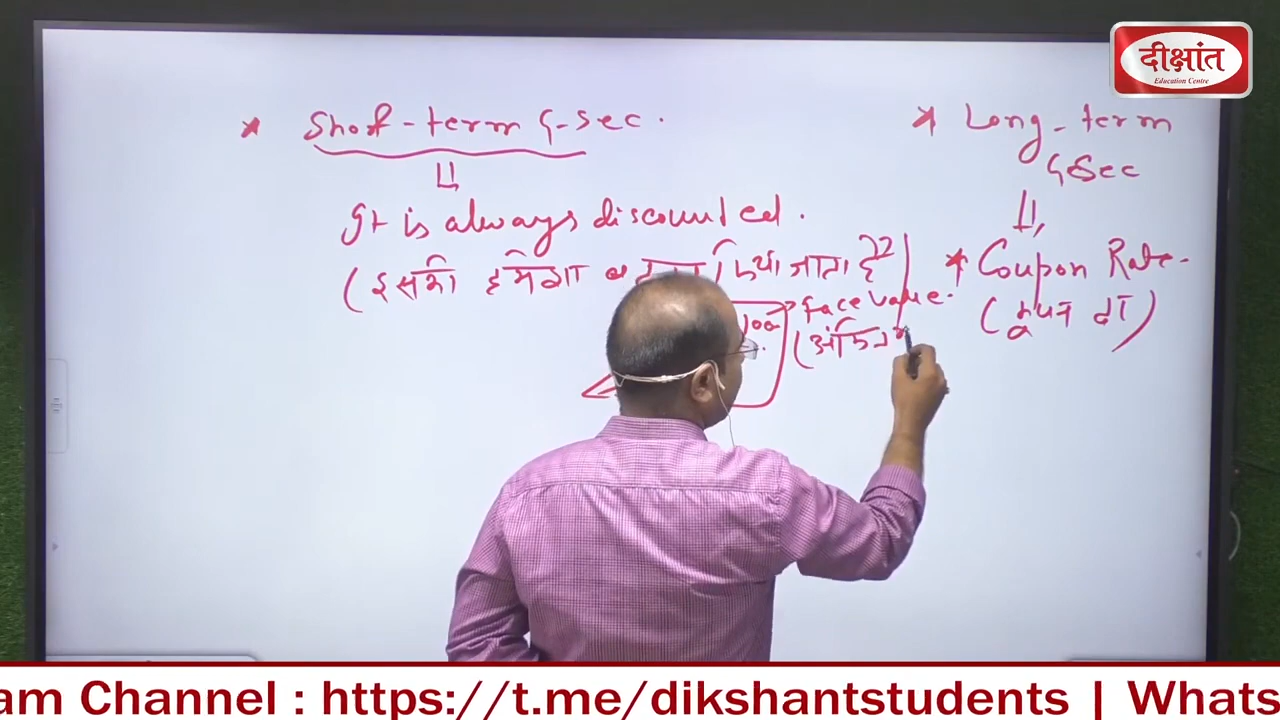 दीक्षांत
Education Centre
* Short-term G-Sec.
It is always discounted.
(इसको हमेशा किया जाता है)
100
face value.
(अंकित
* Long-term
G-Sec
* Coupon Rate-
(कूपन दर)
am Channel : https://t.me/dikshantstudents | Whats